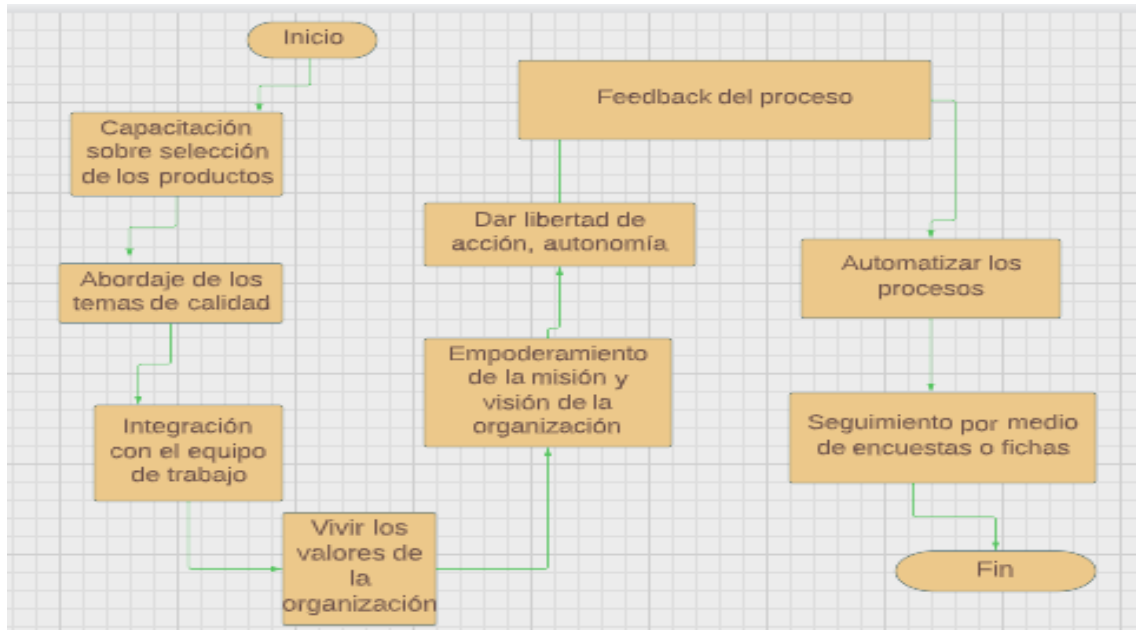 Inicio
Capacitación
sobre selección
de los productos
Abordaje de los
temas de calidad
Integración
con el equipo
de trabajo
Vivir los
valores de
la
organización
Empoderamiento
de la misión y
visión de la
organización
Dar libertad de
acción, autonomía
Feedback del proceso
Automatizar los
procesos
Seguimiento por medio
de encuestas o fichas
Fin